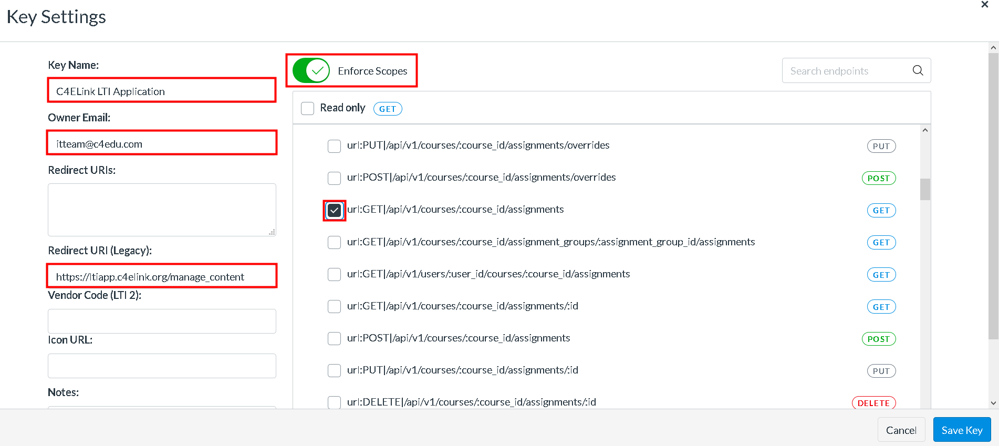 Key Settings
Key Name:
C4ELink LTI Application
Owner Email:
itteam@c4edu.com
Redirect URIs:
Redirect URI (Legacy):
https://ltiapp.c4elink.org/manage_content
Vendor Code (LTI 2):
Icon URL:
Notes:
Enforce Scopes
Search endpoints
Read only GET
url:PUT|/api/v1/courses/:course_id/assignments/overrides PUT
url:POST|/api/v1/courses/:course_id/assignments/overrides POST
url:GET|/api/v1/courses/:course_id/assignments GET
url:GET|/api/v1/courses/:course_id/assignment_groups/:assignment_group_id/assignments GET
url:GET|/api/v1/users/:user_id/courses/:course_id/assignments GET
url:GET|/api/v1/courses/:course_id/assignments/:id GET
url:POST|/api/v1/courses/:course_id/assignments POST
url:PUT|/api/v1/courses/:course_id/assignments/:id PUT
url:DELETE|/api/v1/courses/:course_id/assignments/:id DELETE
Cancel
Save Key